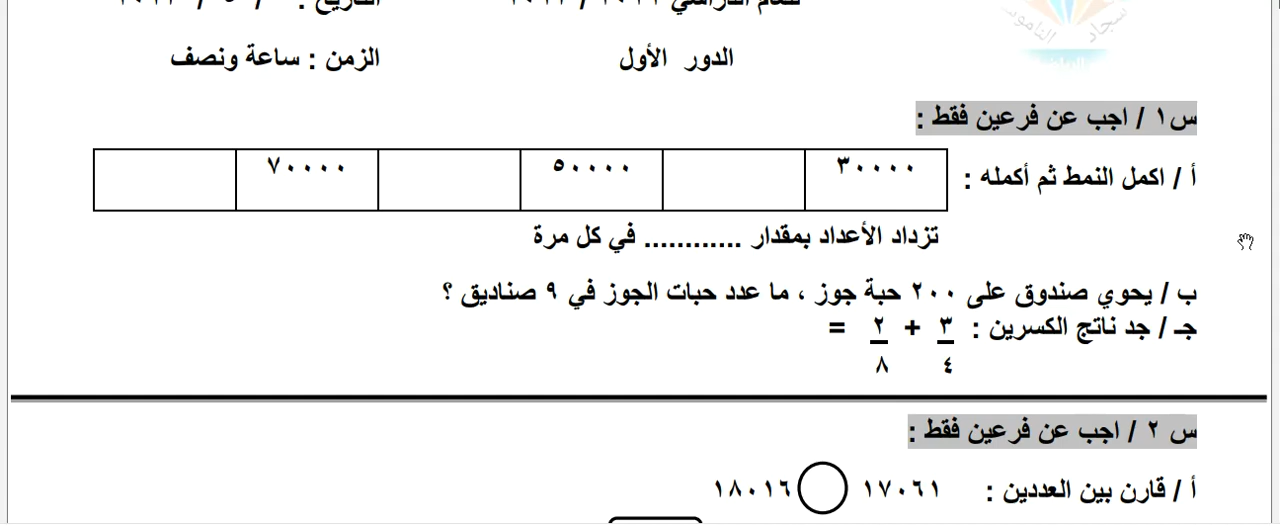 الدور الأول
الزمن : ساعة ونصف
س١ / اجب عن فرعين فقط :
أ / اكمل النمط ثم أكمله :
٣٠٠٠٠ ٥٠٠٠٠ ٧٠٠٠٠
تزداد الأعداد بمقدار ............ في كل مرة
ب / يحوي صندوق على ٢٠٠ حبة جوز ، ما عدد حبات الجوز في ٩ صناديق ؟
جـ / جد ناتج الكسرين : ٣/٤ + ٢/٨ =
س ٢ / اجب عن فرعين فقط :
أ / قارن بين العددين : ١٧٠٦١ ١٨٠١٦